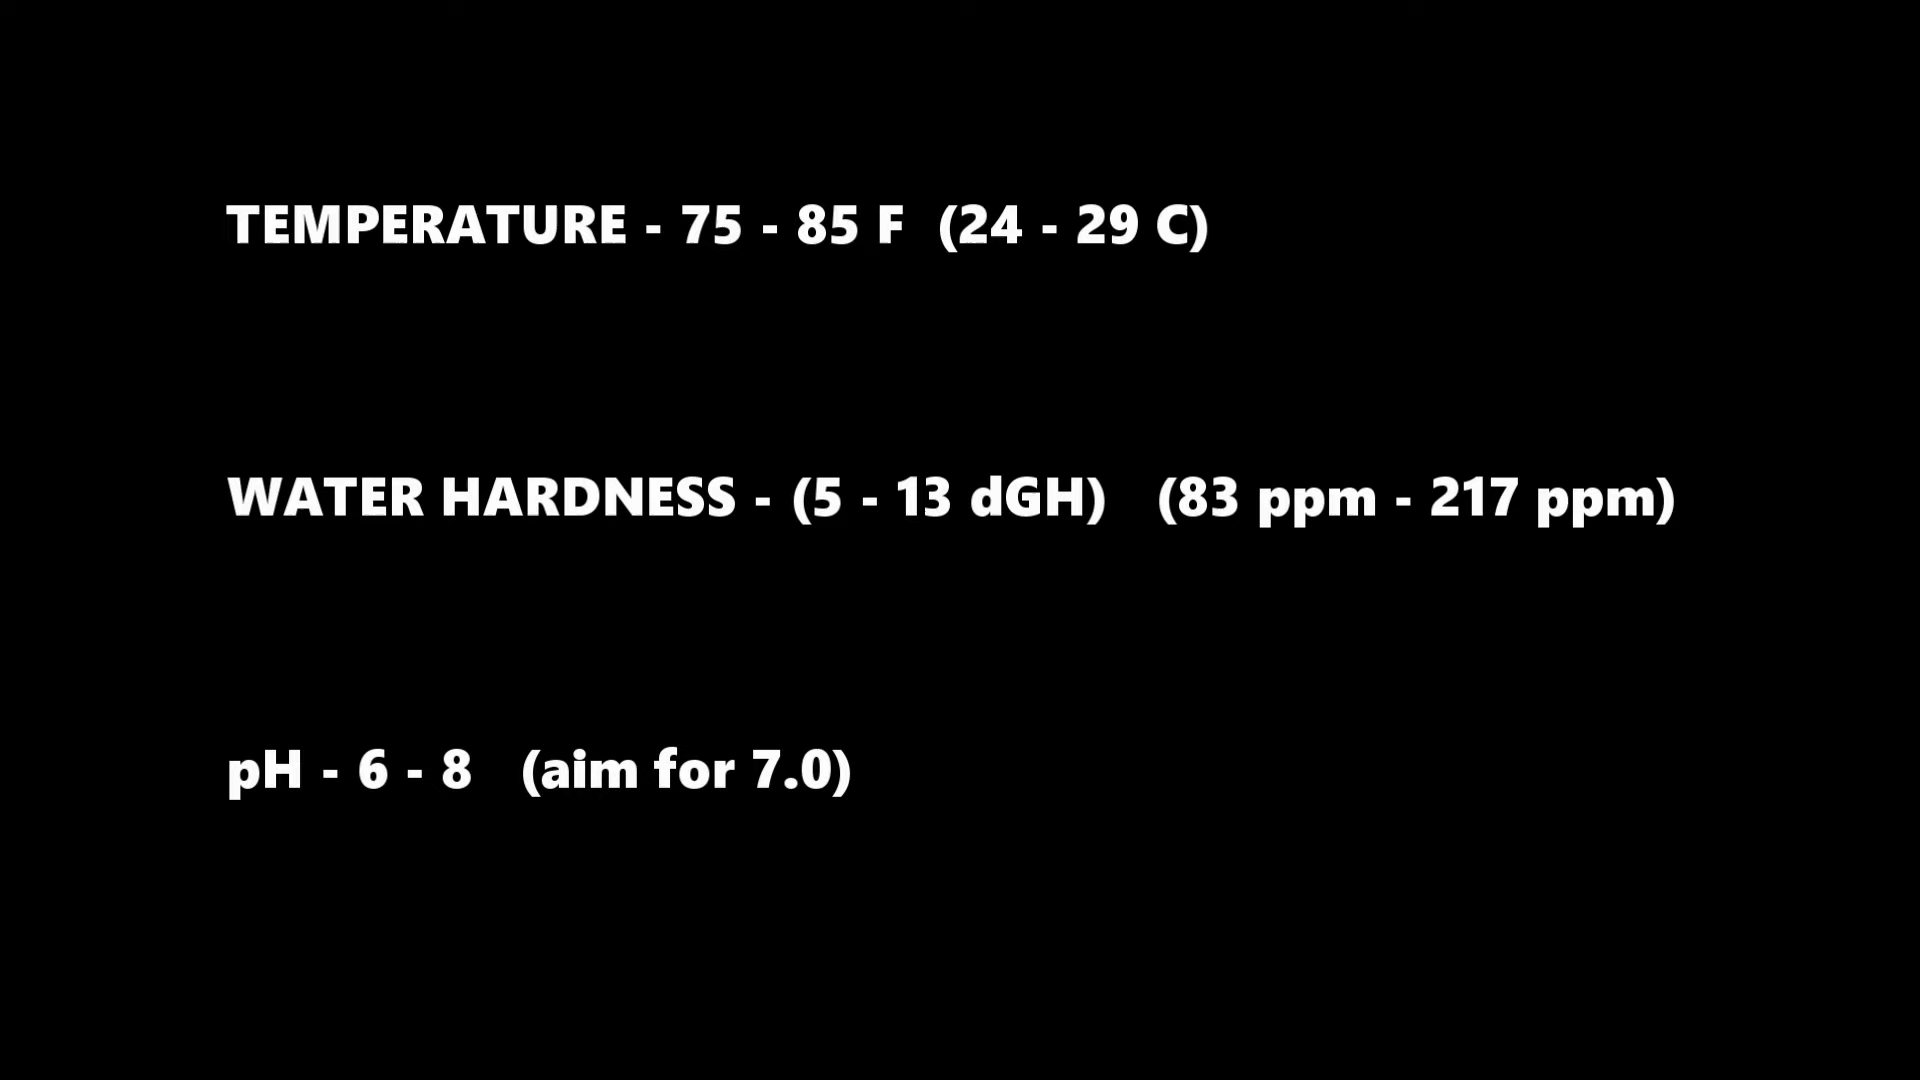 TEMPERATURE - 75 - 85 F (24 - 29 C)
WATER HARDNESS - (5 - 13 dGH) (83 ppm - 217 ppm)
pH - 6 - 8 (aim for 7.0)